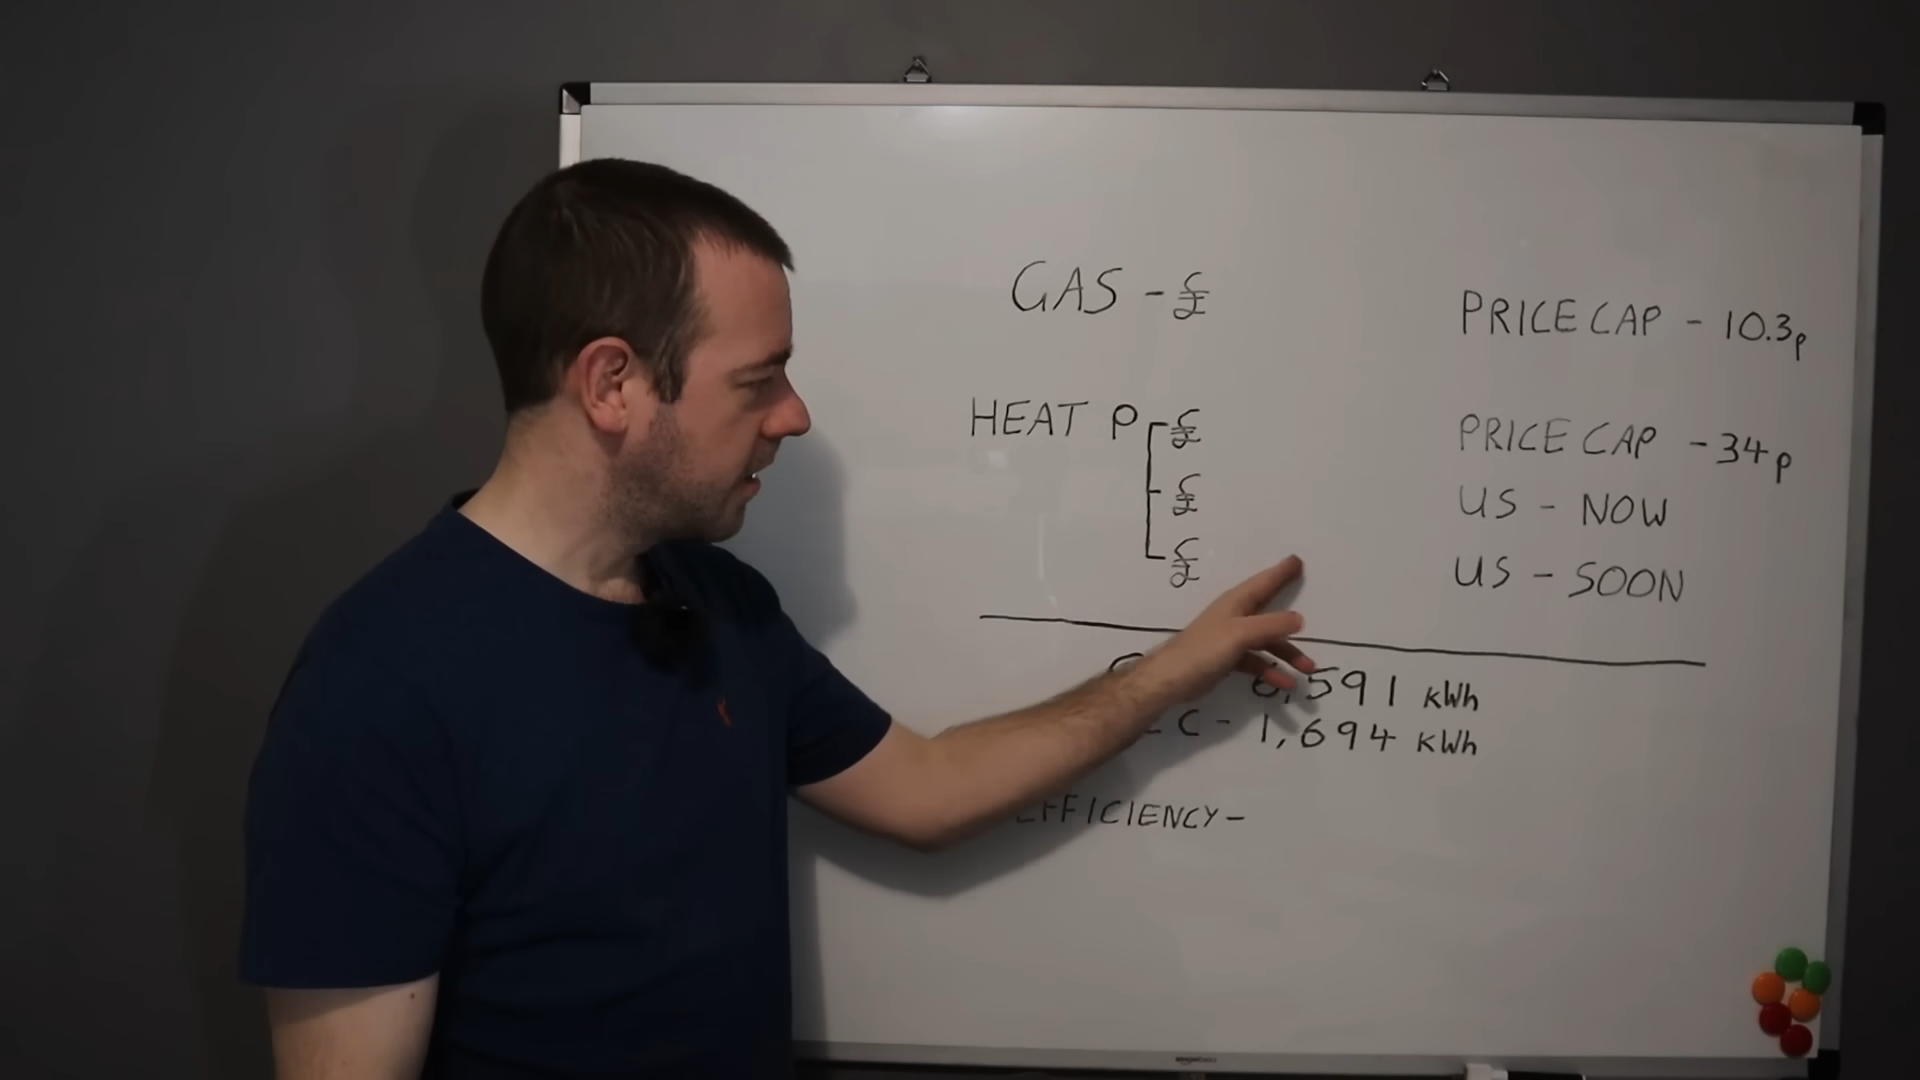 GAS - £
PRICE CAP - 10.3p
HEAT P £
PRICE CAP - 34p
£
US - NOW
£
US - SOON
6,591 kWh
C - 1,694 kWh
EFFICIENCY -